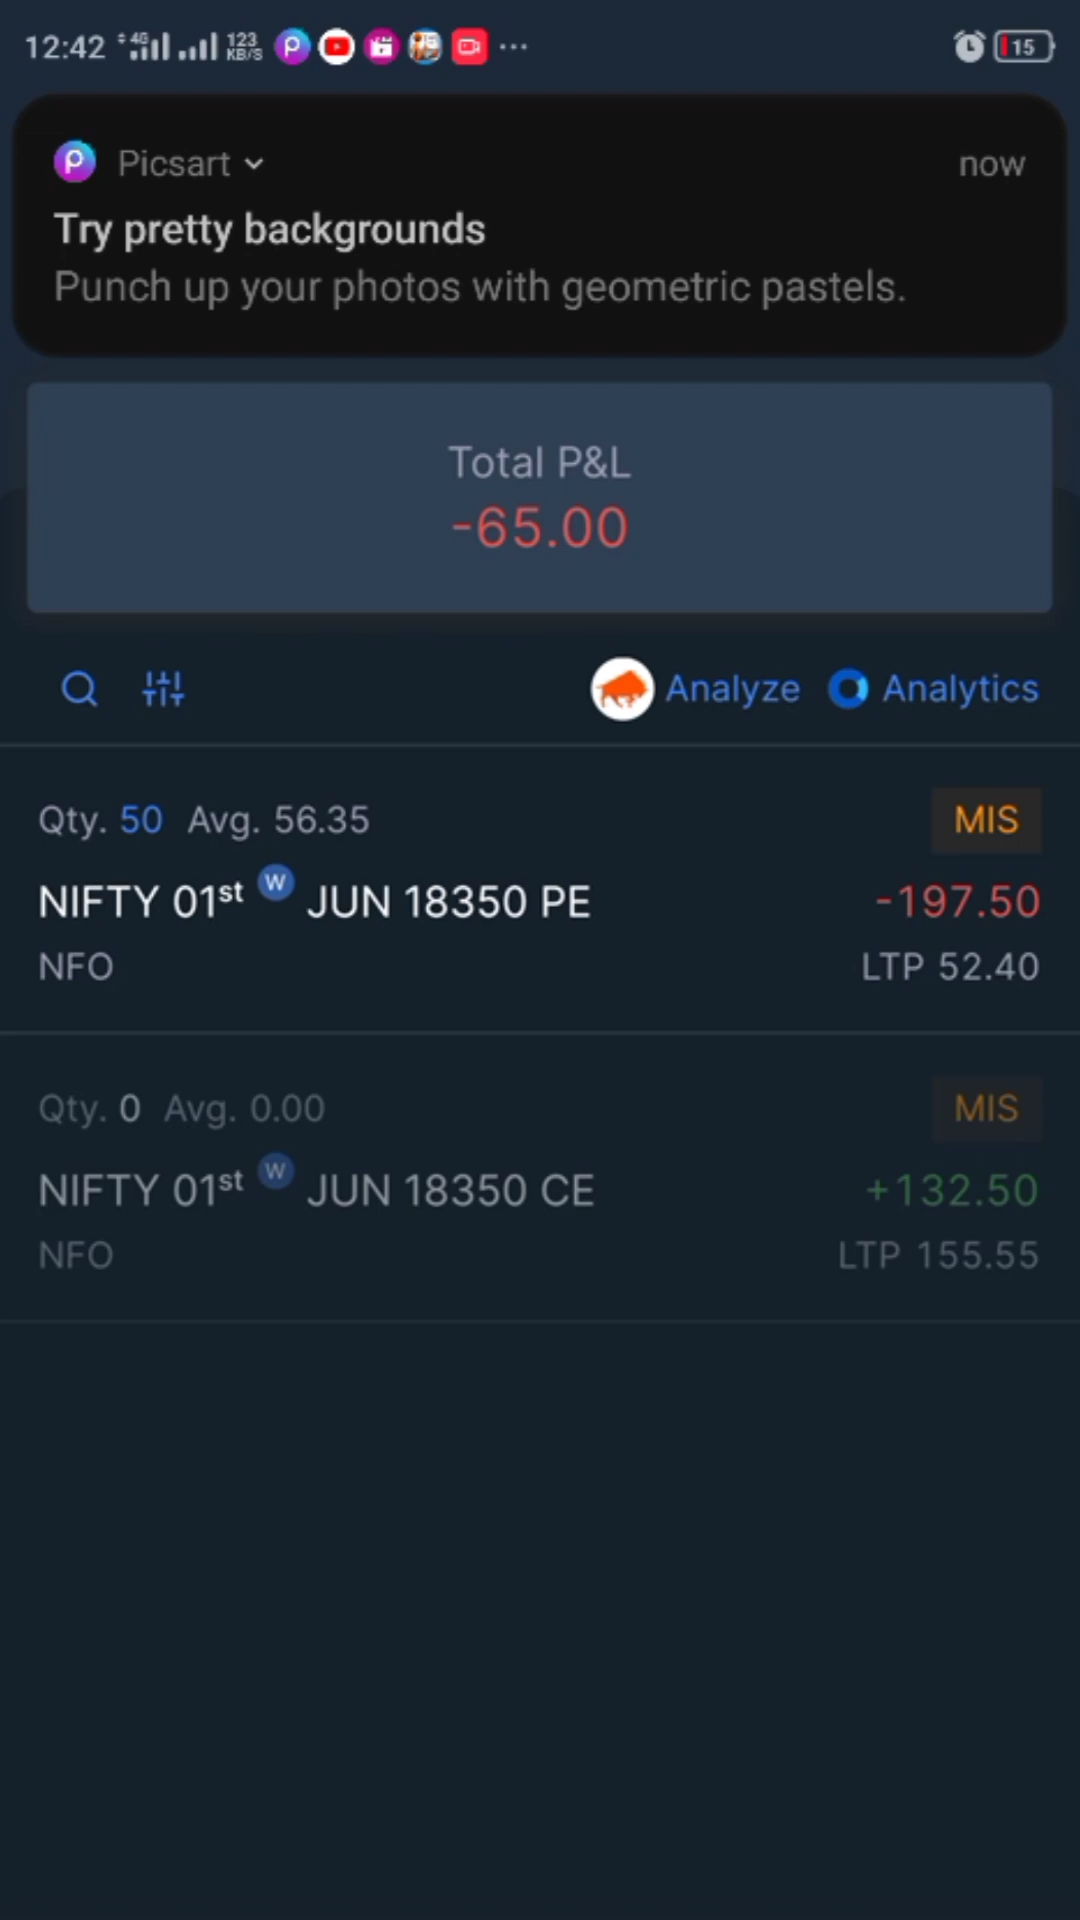 12:42 4G 123 KB/S 15
Picsart now
Try pretty backgrounds
Punch up your photos with geometric pastels.
Total P&L
-65.00
Analyze Analytics
Qty. 50 Avg. 56.35 MIS
NIFTY 01st W JUN 18350 PE -197.50
NFO LTP 52.40
Qty. 0 Avg. 0.00 MIS
NIFTY 01st W JUN 18350 CE +132.50
NFO LTP 155.55